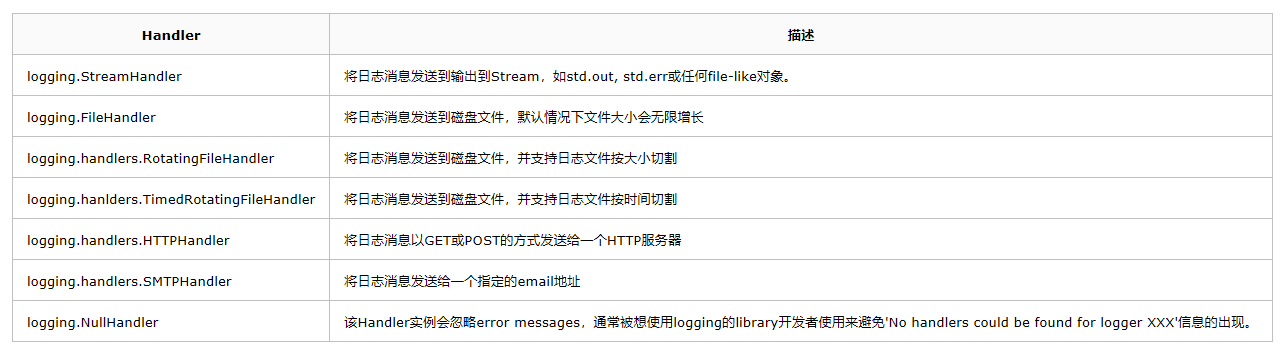 Handler 描述
logging.StreamHandler 将日志消息发送到输出到Stream，如std.out, std.err或任何file-like对象。
logging.FileHandler 将日志消息发送到磁盘文件，默认情况下文件大小会无限增长
logging.handlers.RotatingFileHandler 将日志消息发送到磁盘文件，并支持日志文件按大小切割
logging.hanlders.TimedRotatingFileHandler 将日志消息发送到磁盘文件，并支持日志文件按时间切割
logging.handlers.HTTPHandler 将日志消息以GET或POST的方式发送给一个HTTP服务器
logging.handlers.SMTPHandler 将日志消息发送给一个指定的email地址
logging.NullHandler 该Handler实例会忽略error messages，通常被想使用logging的library开发者使用来避免'No handlers could be found for logger XXX'信息的出现。